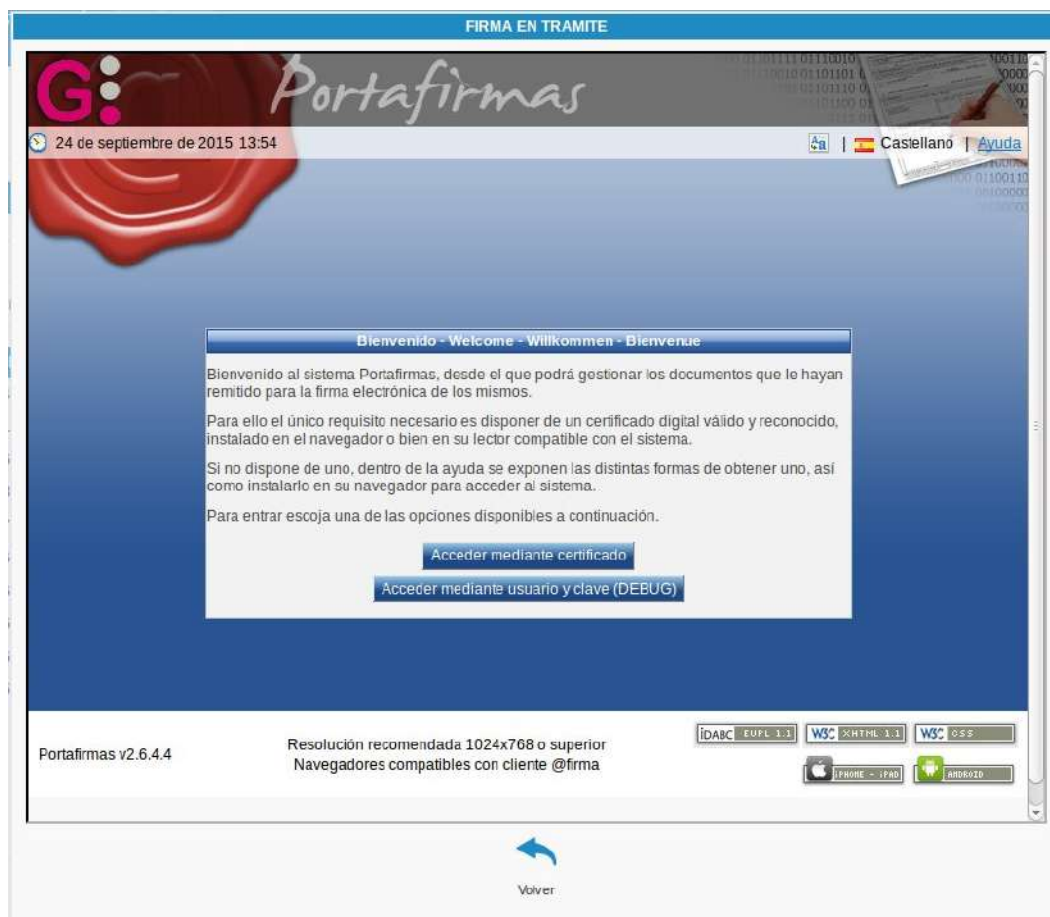 FIRMA EN TRAMITE
G
Portafirmas
24 de septiembre de 2015 13:54
| Castellano | Ayuda
Bienvenido - Welcome - Willkommen - Bienvenue
Bienvenido al sistema Portafirmas, desde el que podrá gestionar los documentos que le hayan
remitido para la firma electrónica de los mismos.
Para ello el único requisito necesario es disponer de un certificado digital válido y reconocido,
instalado en el navegador o bien en su lector compatible con el sistema.
Si no dispone de uno, dentro de la ayuda se exponen las distintas formas de obtener uno, así
como instalarlo en su navegador para acceder al sistema.
Para entrar escoja una de las opciones disponibles a continuación.
Acceder mediante certificado
Acceder mediante usuario y clave (DEBUG)
Portafirmas v2.6.4.4
Resolución recomendada 1024x768 o superior
Navegadores compatibles con cliente @firma
IDABC EUPL 1.1
W3C XHTML 1.1
W3C CSS
IPHONE - IPAD
ANDROID
Volver